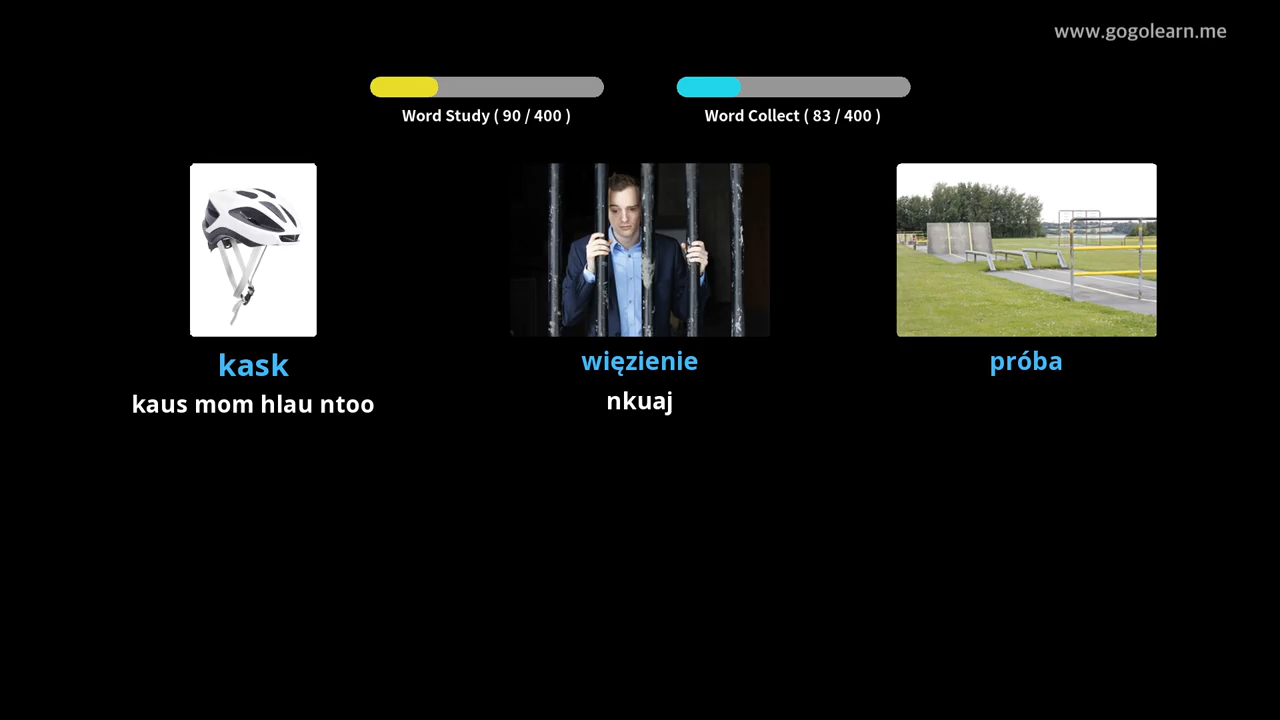 www.gogolearn.me
Word Study ( 90 / 400 )
Word Collect ( 83 / 400 )
kask
kaus mom hlau ntoo
więzienie
nkuaj
próba